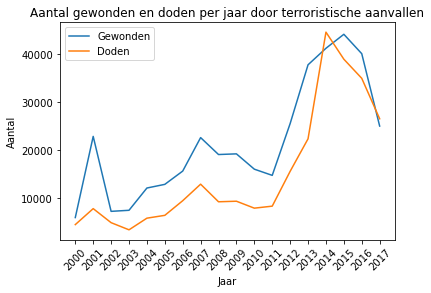 Aantal gewonden en doden per jaar door terroristische aanvallen
Gewonden
Doden
Aantal
40000
30000
20000
10000
2000 2001 2002 2003 2004 2005 2006 2007 2008 2009 2010 2011 2012 2013 2014 2015 2016 2017
Jaar